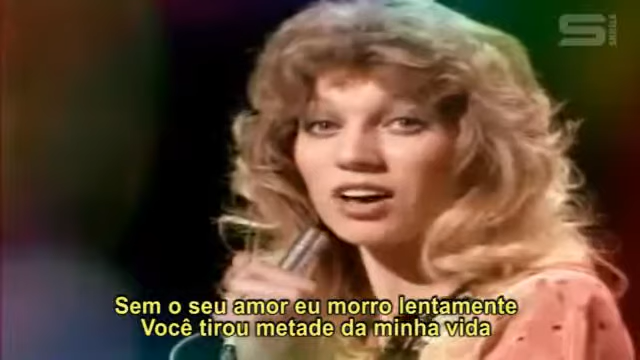 S
Sem o seu amor eu morro lentamente
Você tirou metade da minha vida